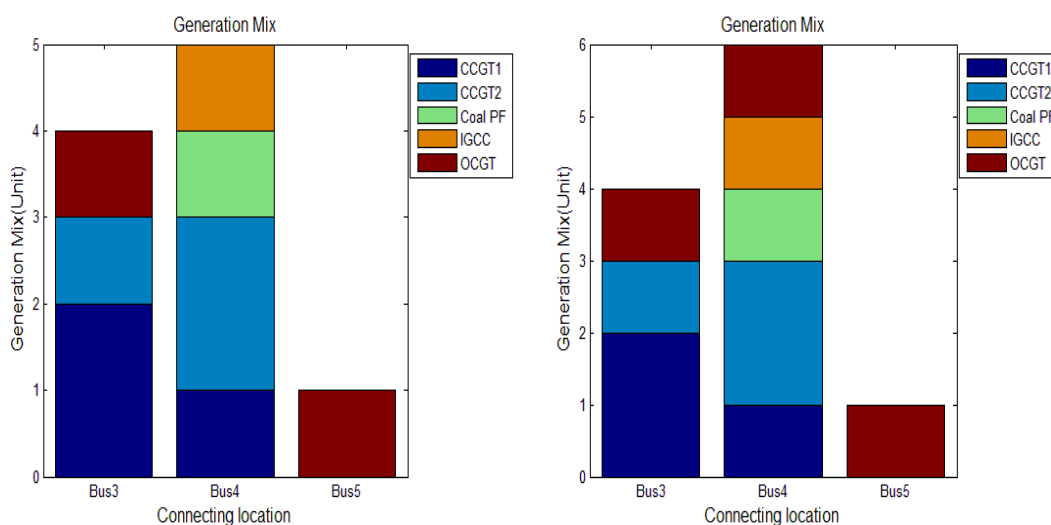 Generation Mix
5
4
3
2
1
0
Generation Mix(Unit)
Bus3 Bus4 Bus5
Connecting location
CCGT1
CCGT2
Coal PF
IGCC
OCGT
Generation Mix
6
5
4
3
2
1
0
Generation Mix(Unit)
Bus3 Bus4 Bus5
Connecting location
CCGT1
CCGT2
Coal PF
IGCC
OCGT